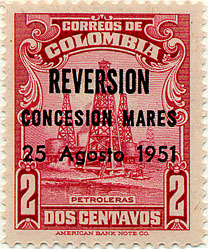 CORREOS DE
COLOMBIA
REVERSION
CONCESION MARES
25 Agosto 1951
PETROLERAS
2 2
DOS CENTAVOS
AMERICAN BANK NOTE CO.